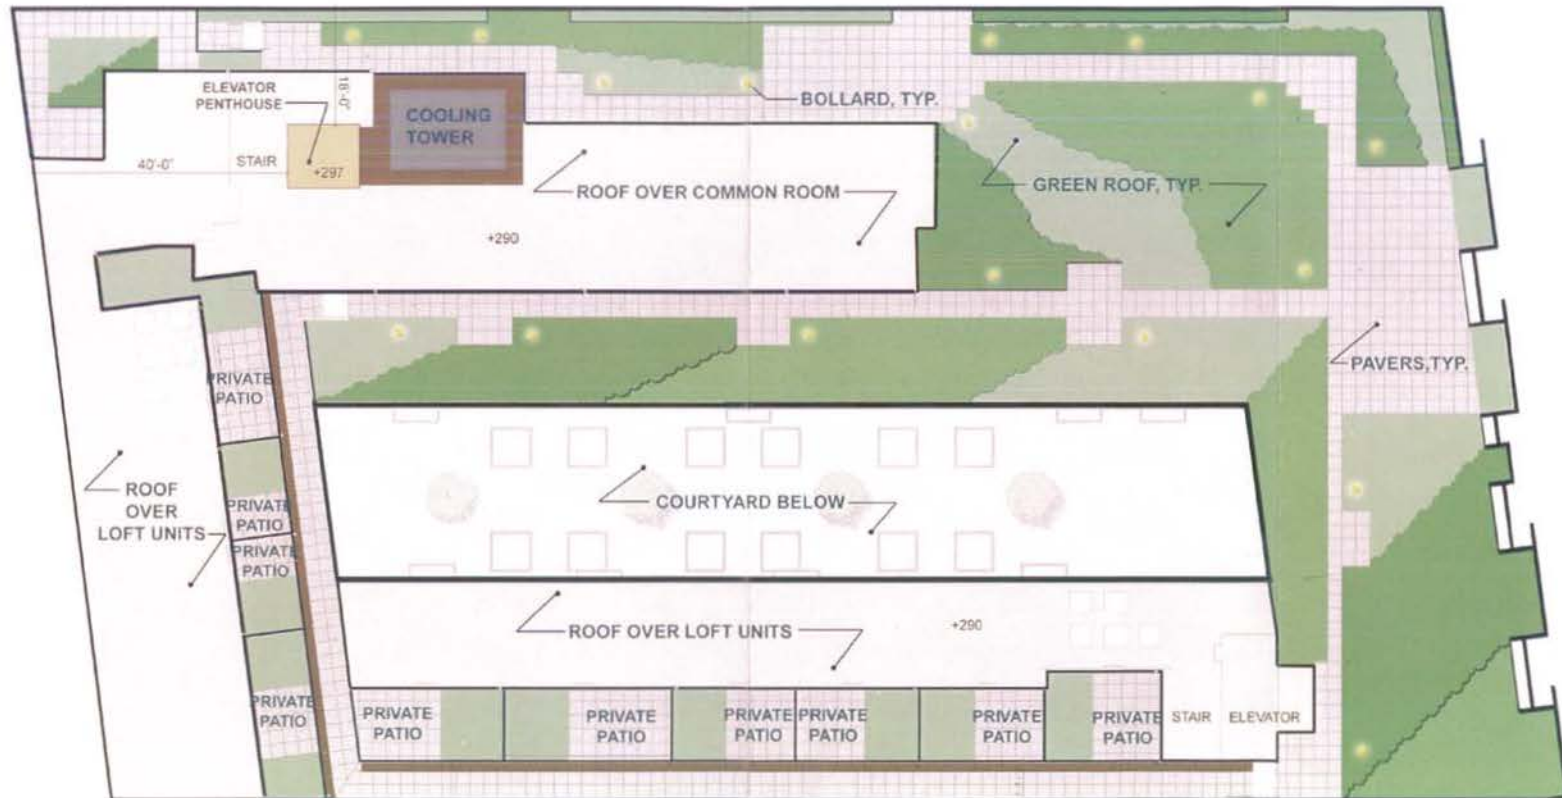 ELEVATOR
PENTHOUSE
18'-0"
COOLING
TOWER
BOLLARD, TYP.
40'-0"
STAIR
+297
ROOF OVER COMMON ROOM
GREEN ROOF, TYP.
+290
PRIVATE
PATIO
PAVERS,TYP.
ROOF
OVER
LOFT UNITS
PRIVATE
PATIO
COURTYARD BELOW
PRIVATE
PATIO
ROOF OVER LOFT UNITS
+290
PRIVATE
PATIO
PRIVATE
PATIO
PRIVATE
PATIO
PRIVATE
PATIO
PRIVATE
PATIO
PRIVATE
PATIO
PRIVATE
PATIO
STAIR
ELEVATOR